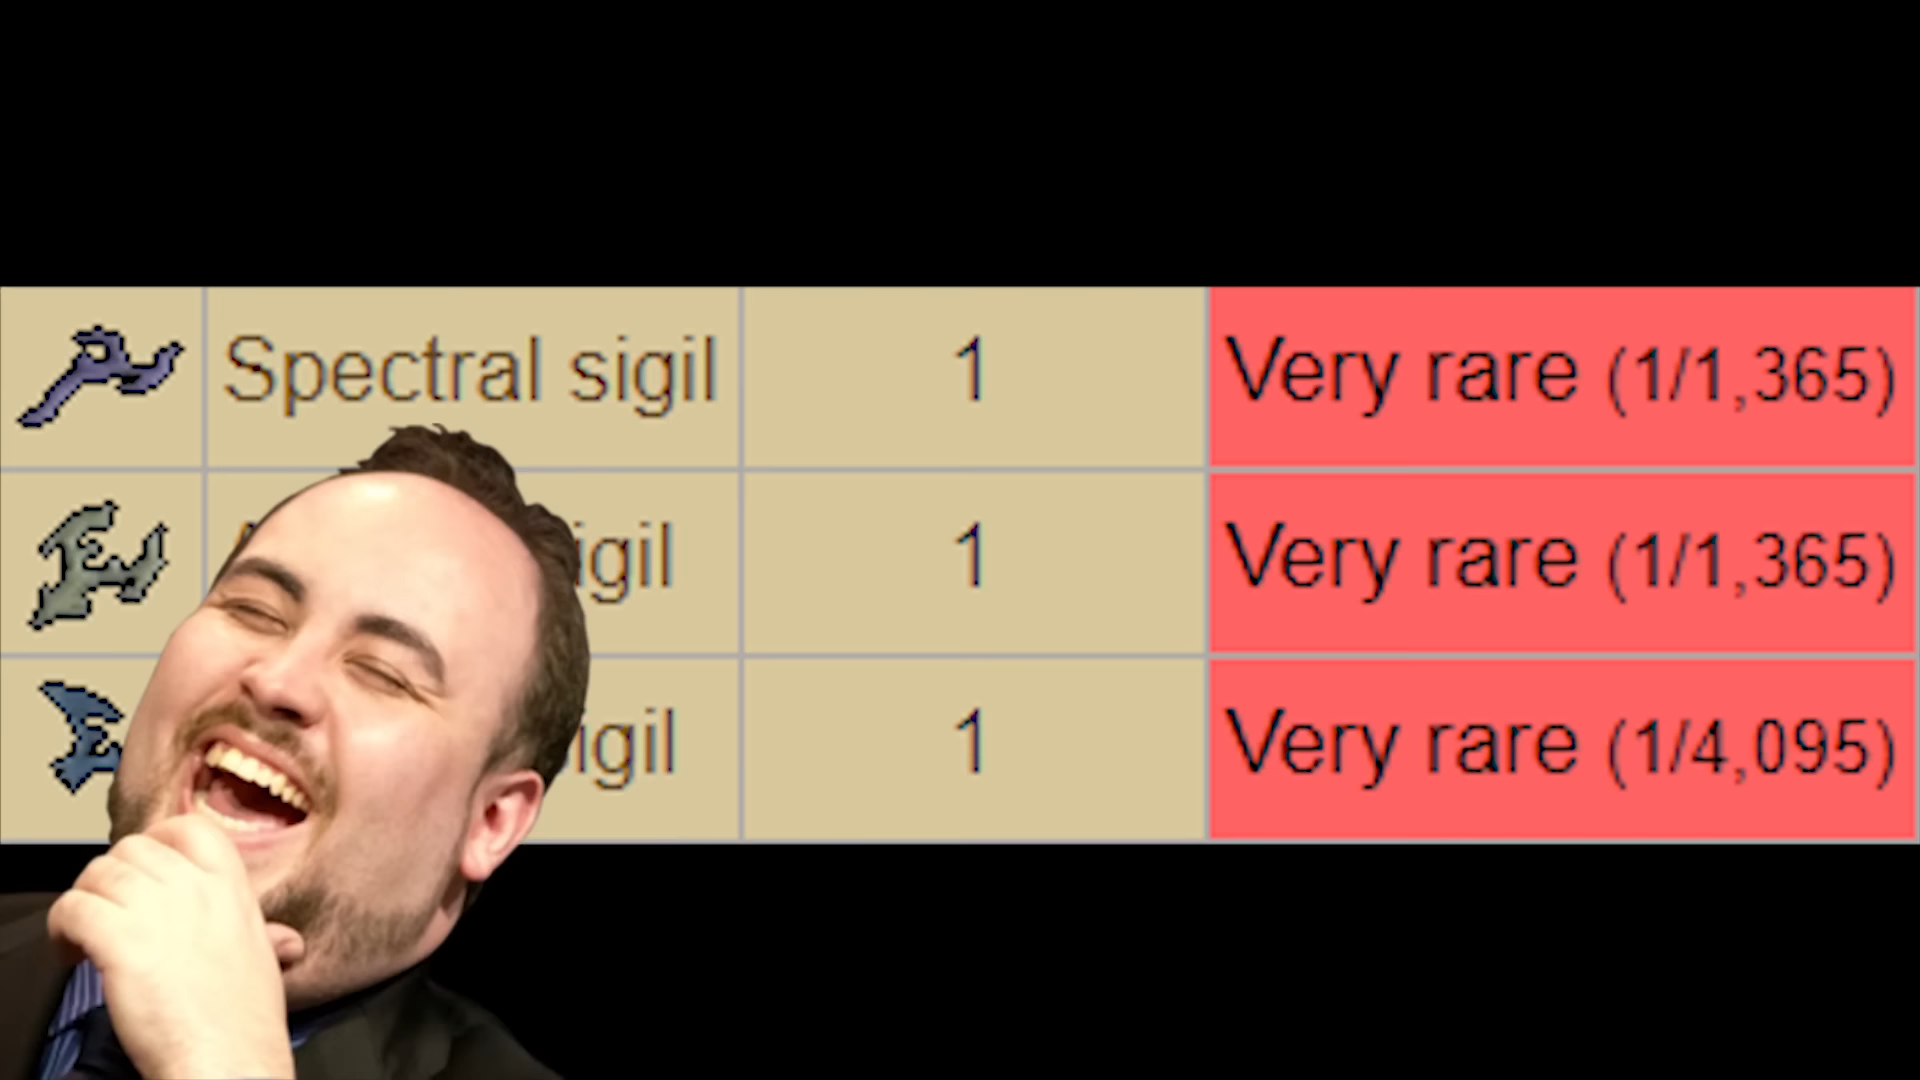 Spectral sigil 1 Very rare (1/1,365)
igil 1 Very rare (1/1,365)
igil 1 Very rare (1/4,095)